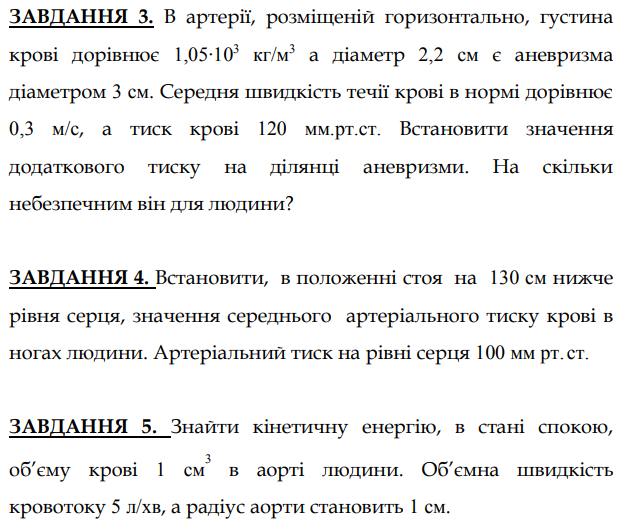 ЗАВДАННЯ 3. В артерії, розміщеній горизонтально, густина
крові дорівнює 1,05·10³ кг/м³ а діаметр 2,2 см є аневризма
діаметром 3 см. Середня швидкість течії крові в нормі дорівнює
0,3 м/с, а тиск крові 120 мм.рт.ст. Встановити значення
додаткового тиску на ділянці аневризми. На скільки
небезпечним він для людини?
ЗАВДАННЯ 4. Встановити, в положенні стоя на 130 см нижче
рівня серця, значення середнього артеріального тиску крові в
ногах людини. Артеріальний тиск на рівні серця 100 мм рт.ст.
ЗАВДАННЯ 5. Знайти кінетичну енергію, в стані спокою,
об’єму крові 1 см³ в аорті людини. Об’ємна швидкість
кровотоку 5 л/хв, а радіус аорти становить 1 см.